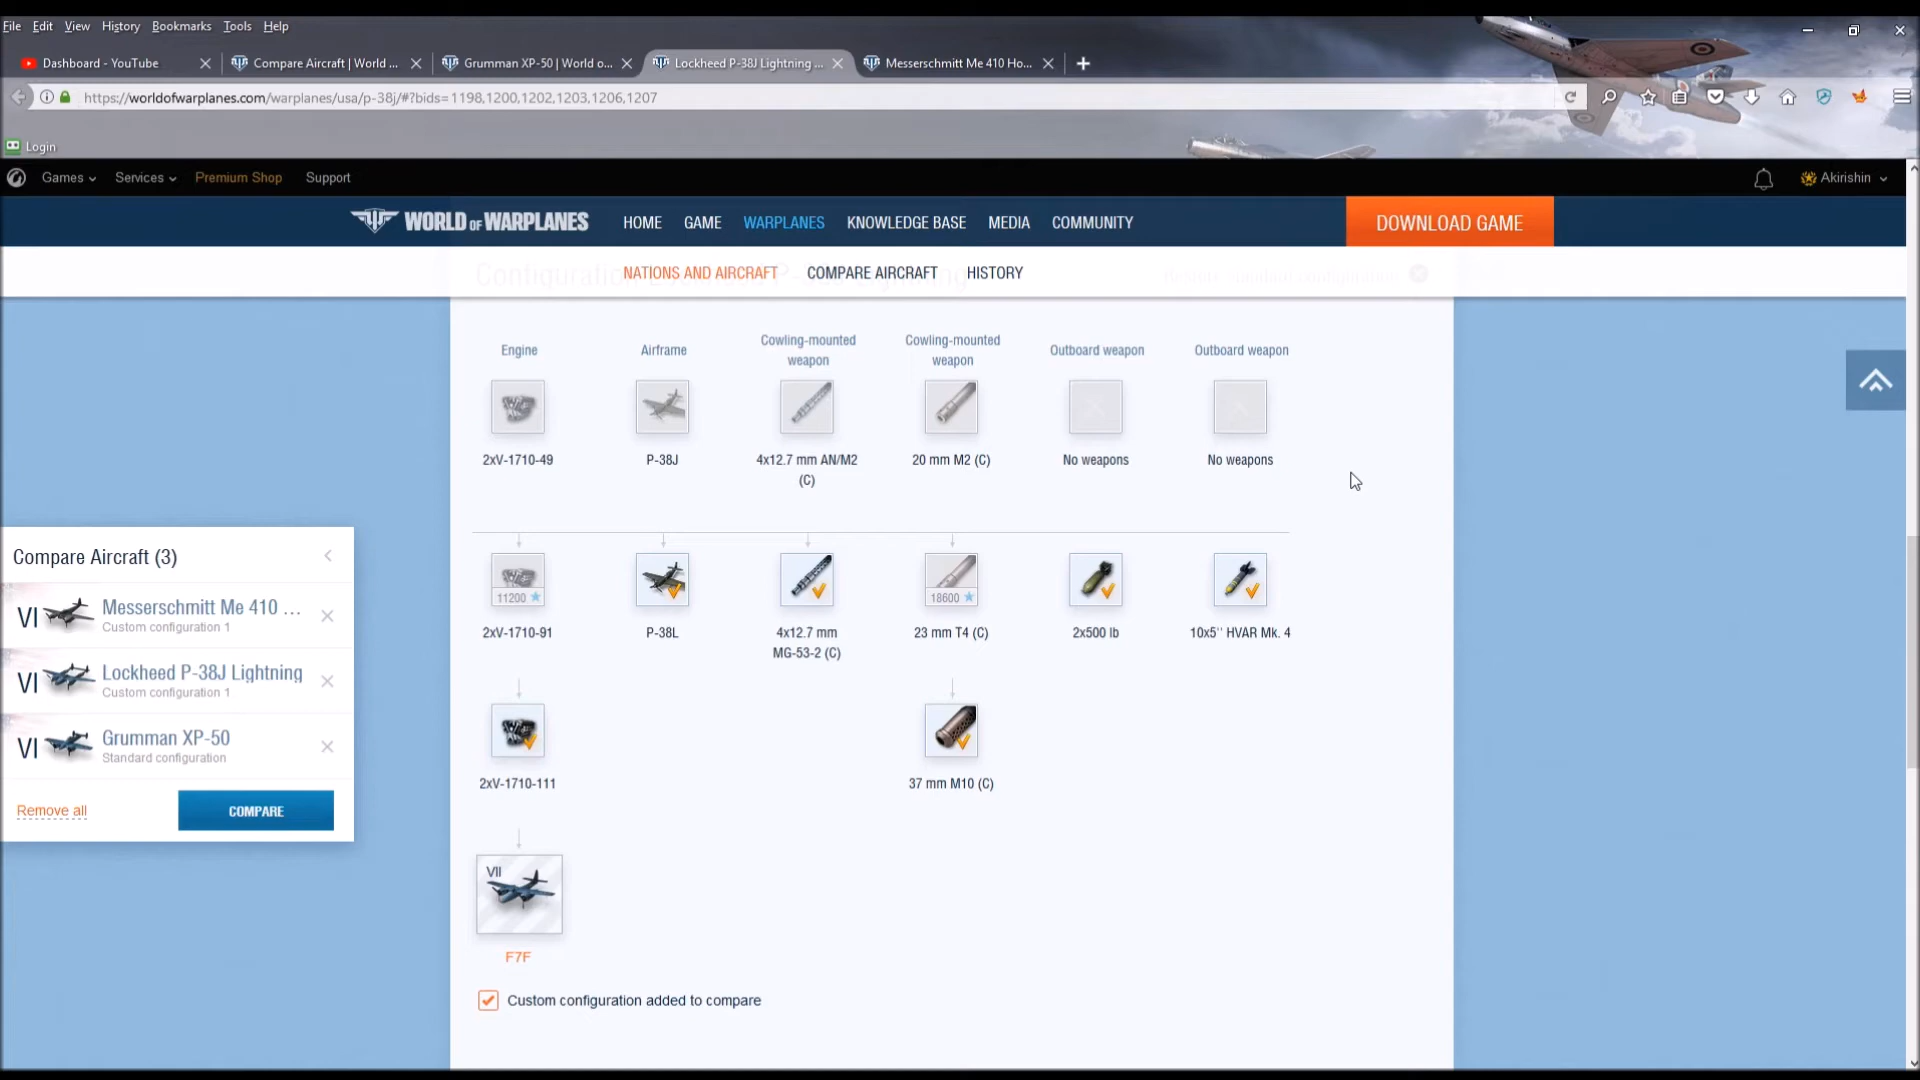 File Edit View History Bookmarks Tools Help
Dashboard - YouTube
Compare Aircraft | World ...
Grumman XP-50 | World o...
Lockheed P-38J Lightning ...
Messerschmitt Me 410 Ho...
https://worldofwarplanes.com/warplanes/usa/p-38j/#?bids=1198,1200,1202,1203,1206,1207
Login
Games Services Premium Shop Support
Akirishin
WORLD OF WARPLANES
HOME GAME WARPLANES KNOWLEDGE BASE MEDIA COMMUNITY
DOWNLOAD GAME
NATIONS AND AIRCRAFT COMPARE AIRCRAFT HISTORY
Engine
Airframe
Cowling-mounted
weapon
Cowling-mounted
weapon
Outboard weapon
Outboard weapon
2xV-1710-49
P-38J
4x12.7 mm AN/M2
(C)
20 mm M2 (C)
No weapons
No weapons
11200
18600
2xV-1710-91
P-38L
4x12.7 mm
MG-53-2 (C)
23 mm T4 (C)
2x500 lb
10x5'' HVAR Mk. 4
2xV-1710-111
37 mm M10 (C)
VII
F7F
Custom configuration added to compare
Compare Aircraft (3)
VI
Messerschmitt Me 410 ...
Custom configuration 1
VI
Lockheed P-38J Lightning
Custom configuration 1
VI
Grumman XP-50
Standard configuration
Remove all
COMPARE